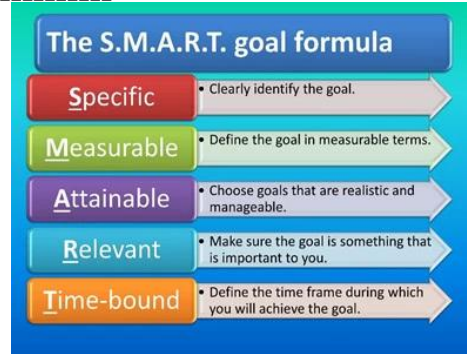 The S.M.A.R.T. goal formula
Specific
• Clearly identify the goal.
Measurable
• Define the goal in measurable terms.
Attainable
• Choose goals that are realistic and
manageable.
Relevant
• Make sure the goal is something that
is important to you.
Time-bound
• Define the time frame during which
you will achieve the goal.